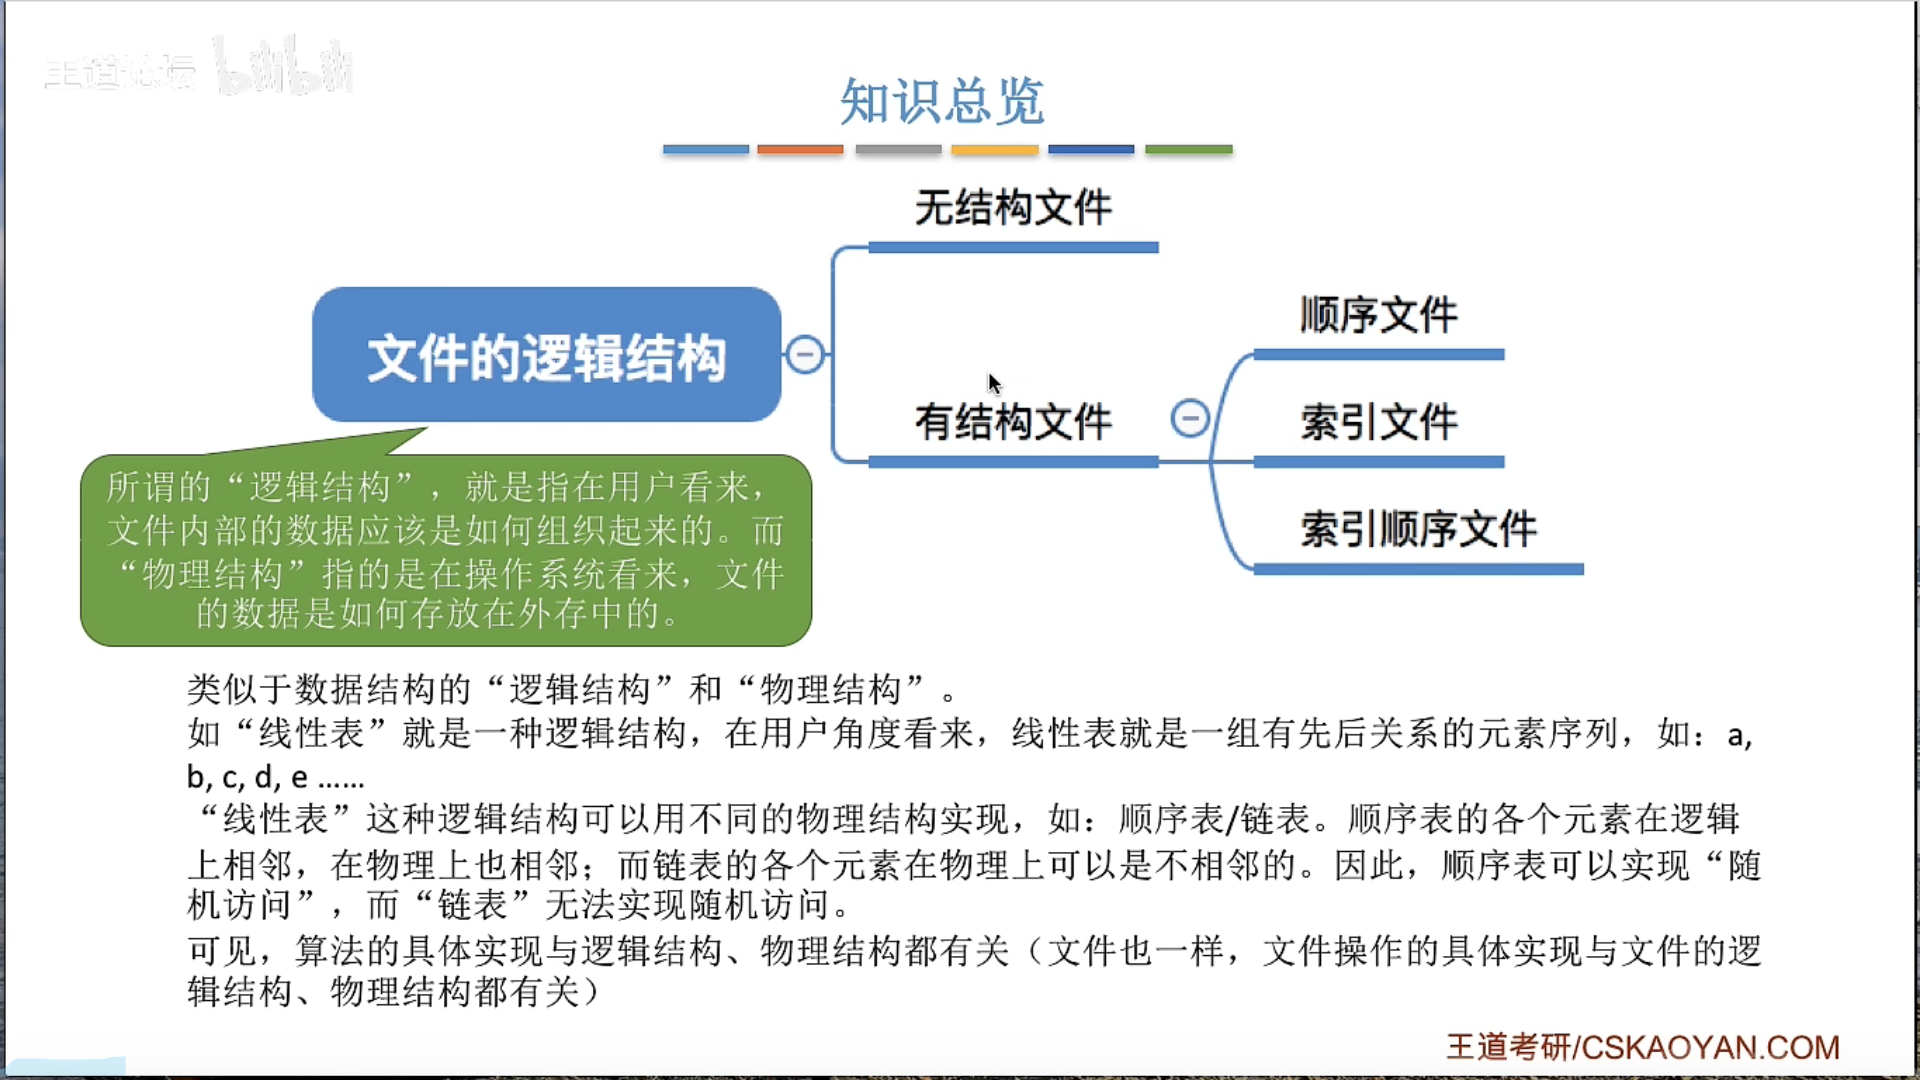 王道论坛 bilibili
知识总览
无结构文件
文件的逻辑结构
有结构文件
顺序文件
索引文件
索引顺序文件
所谓的“逻辑结构”，就是指在用户看来，
文件内部的数据应该是如何组织起来的。而
“物理结构”指的是在操作系统看来，文件
的数据是如何存放在外存中的。
类似于数据结构的“逻辑结构”和“物理结构”。
如“线性表”就是一种逻辑结构，在用户角度看来，线性表就是一组有先后关系的元素序列，如：a,
b, c, d, e ......
“线性表”这种逻辑结构可以用不同的物理结构实现，如：顺序表/链表。顺序表的各个元素在逻辑
上相邻，在物理上也相邻；而链表的各个元素在物理上可以是不相邻的。因此，顺序表可以实现“随
机访问”，而“链表”无法实现随机访问。
可见，算法的具体实现与逻辑结构、物理结构都有关（文件也一样，文件操作的具体实现与文件的逻
辑结构、物理结构都有关）
王道考研/CSKAOYAN.COM